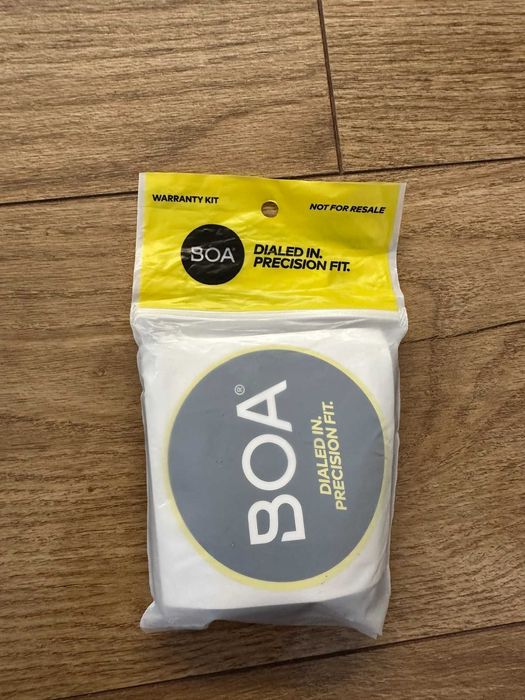 WARRANTY KIT
NOT FOR RESALE
BOA
DIALED IN.
PRECISION FIT.
BOA®
DIALED IN.
PRECISION FIT.